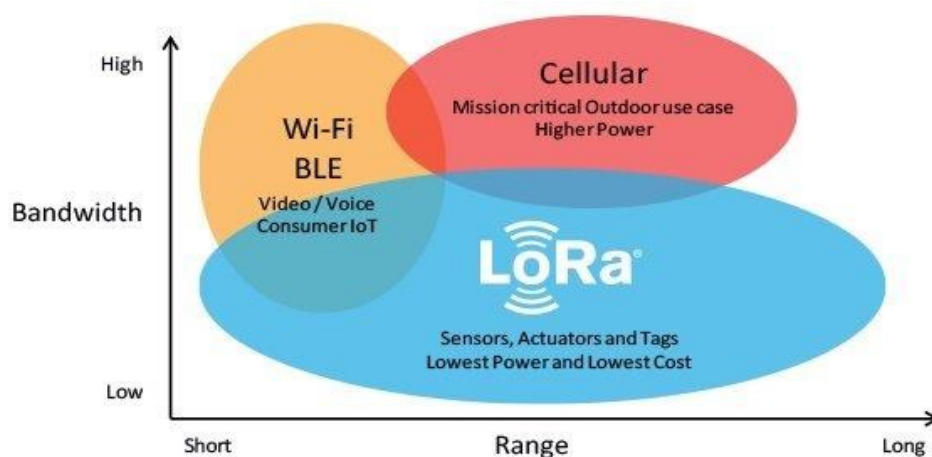 High
Bandwidth
Low
Wi-Fi
BLE
Video / Voice
Consumer IoT
Cellular
Mission critical Outdoor use case
Higher Power
LoRa®
Sensors, Actuators and Tags
Lowest Power and Lowest Cost
Short
Range
Long